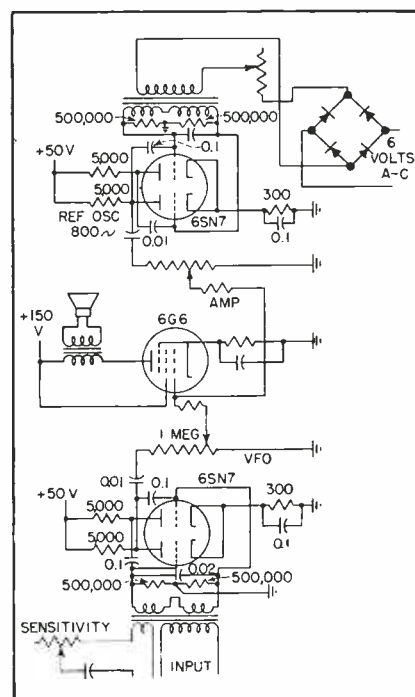 500,000 500,000
0.1
+50V 5,000
5,000
6
VOLTS
A-C
REF OSC
800~
0.01
6SN7
300
0.1
AMP
+150
V
6G6
1 MEG
VFO
0.01 0.1 6SN7
+50V 5,000
5,000
300
0.1
0.1
0.02
500,000 500,000
SENSITIVITY
INPUT